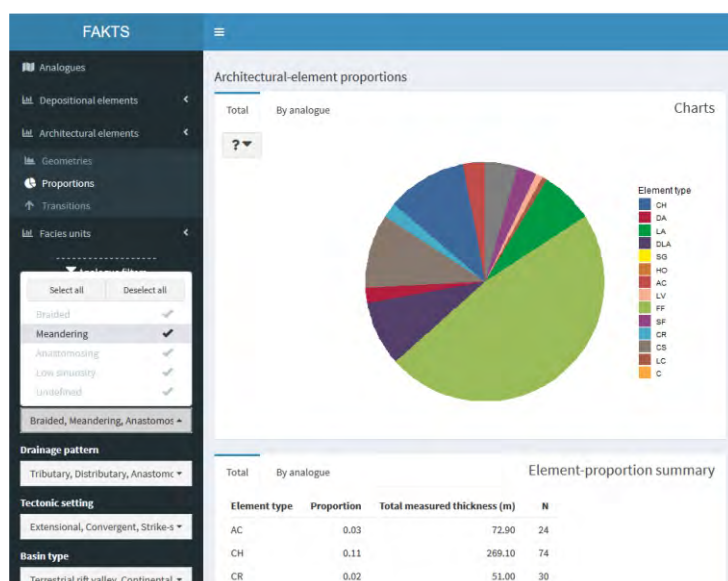 FAKTS
Analogues
Depositional elements
Architectural elements
Geometries
Proportions
Transitions
Facies units
Select all
Deselect all
Braided
Meandering
Anastomosing
Low sinuosity
Undefined
Braided, Meandering, Anastomos
Drainage pattern
Tributary, Distributary, Anastomo
Tectonic setting
Extensional, Convergent, Strike-s
Basin type
Terrestrial rift valley, Continental
Architectural-element proportions
Total
By analogue
Charts
?
Element type
CH
DA
LA
DLA
SG
HO
AC
LV
FF
SF
CR
CS
LC
C
Total
By analogue
Element-proportion summary
Element type Proportion Total measured thickness (m) N
AC 0.03 72.90 24
CH 0.11 269.10 74
CR 0.02 51.00 30